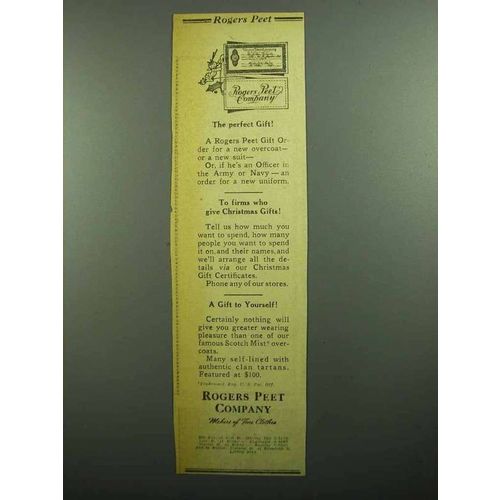 Rogers Peet
Rogers Peet
Company
The perfect Gift!
A Rogers Peet Gift Or-
der for a new overcoat—
or a new suit—
Or, if he's an Officer in
the Army or Navy—an
order for a new uniform.
To firms who
give Christmas Gifts!
Tell us how much you
want to spend, how many
people you want to spend
it on, and their names, and
we'll arrange all the de-
tails via our Christmas
Gift Certificates.
Phone any of our stores.
A Gift to Yourself!
Certainly nothing will
give you greater wearing
pleasure than one of our
famous Scotch Mist* over-
coats.
Many self-lined with
authentic clan tartans.
Featured at $100.
*Trademark Reg. U. S. Pat. Off.
ROGERS PEET
COMPANY
Makers of Fine Clothes